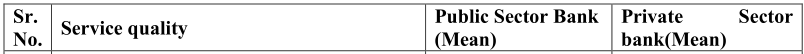 Sr. No.
Service quality
Public Sector Bank (Mean)
Private Sector bank(Mean)